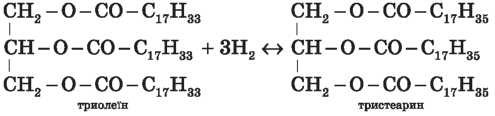 CH₂ – O – CO – C₁₇H₃₃ CH₂ – O – CO – C₁₇H₃₅
CH – O – CO – C₁₇H₃₃ + 3H₂ ↔ CH – O – CO – C₁₇H₃₅
CH₂ – O – CO – C₁₇H₃₃ CH₂ – O – CO – C₁₇H₃₅
триолеїн тристеарин